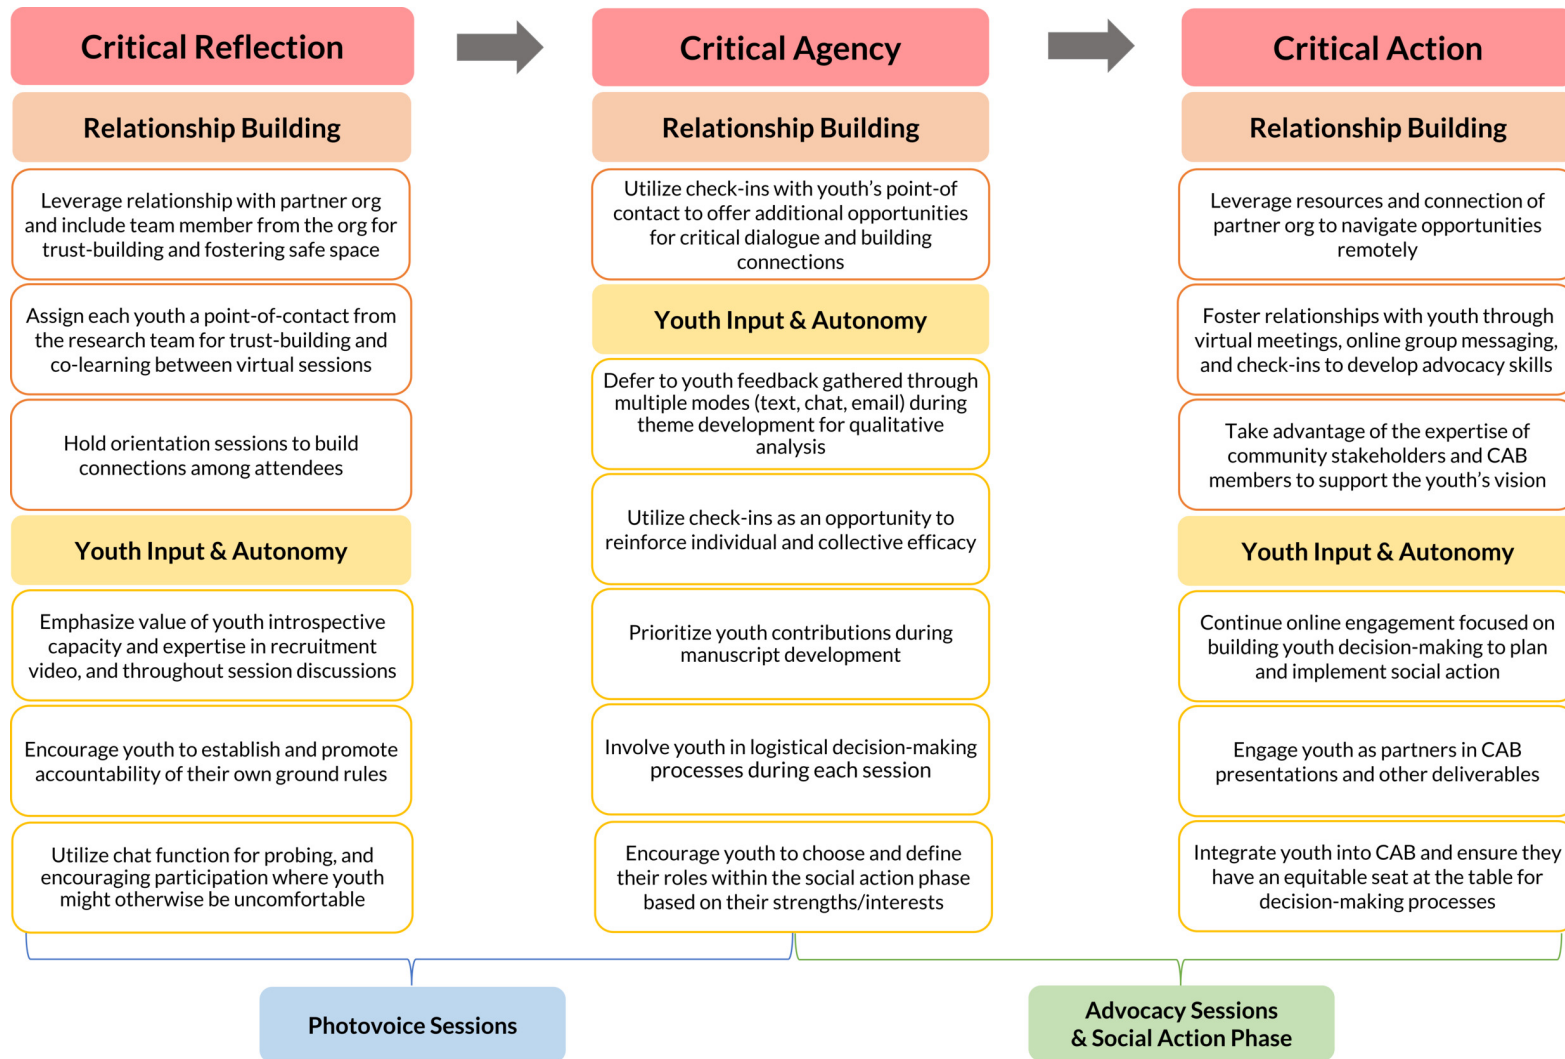 Critical Reflection
Relationship Building
Leverage relationship with partner org
and include team member from the org for
trust-building and fostering safe space
Assign each youth a point-of-contact from
the research team for trust-building and
co-learning between virtual sessions
Hold orientation sessions to build
connections among attendees
Youth Input & Autonomy
Emphasize value of youth introspective
capacity and expertise in recruitment
video, and throughout session discussions
Encourage youth to establish and promote
accountability of their own ground rules
Utilize chat function for probing, and
encouraging participation where youth
might otherwise be uncomfortable
Critical Agency
Relationship Building
Utilize check-ins with youth’s point-of
contact to offer additional opportunities
for critical dialogue and building
connections
Youth Input & Autonomy
Defer to youth feedback gathered through
multiple modes (text, chat, email) during
theme development for qualitative
analysis
Utilize check-ins as an opportunity to
reinforce individual and collective efficacy
Prioritize youth contributions during
manuscript development
Involve youth in logistical decision-making
processes during each session
Encourage youth to choose and define
their roles within the social action phase
based on their strengths/interests
Critical Action
Relationship Building
Leverage resources and connection of
partner org to navigate opportunities
remotely
Foster relationships with youth through
virtual meetings, online group messaging,
and check-ins to develop advocacy skills
Take advantage of the expertise of
community stakeholders and CAB
members to support the youth’s vision
Youth Input & Autonomy
Continue online engagement focused on
building youth decision-making to plan
and implement social action
Engage youth as partners in CAB
presentations and other deliverables
Integrate youth into CAB and ensure they
have an equitable seat at the table for
decision-making processes
Photovoice Sessions
Advocacy Sessions
& Social Action Phase